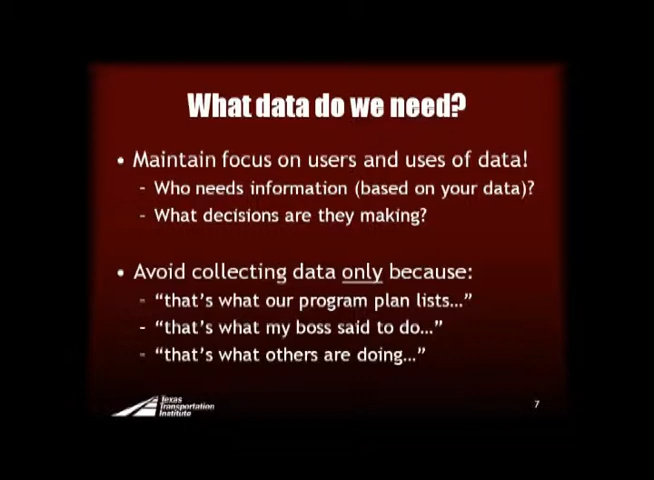 What data do we need?
• Maintain focus on users and uses of data!
- Who needs information (based on your data)?
- What decisions are they making?
• Avoid collecting data only because:
- “that’s what our program plan lists…”
- “that’s what my boss said to do…”
- “that’s what others are doing…”
Texas
Transportation
Institute
7